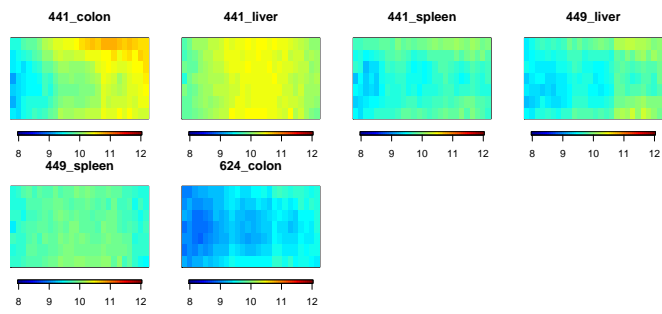 441_colon 441_liver 441_spleen 449_liver
8 9 10 11 12 8 9 10 11 12 8 9 10 11 12 8 9 10 11 12
449_spleen 624_colon
8 9 10 11 12 8 9 10 11 12